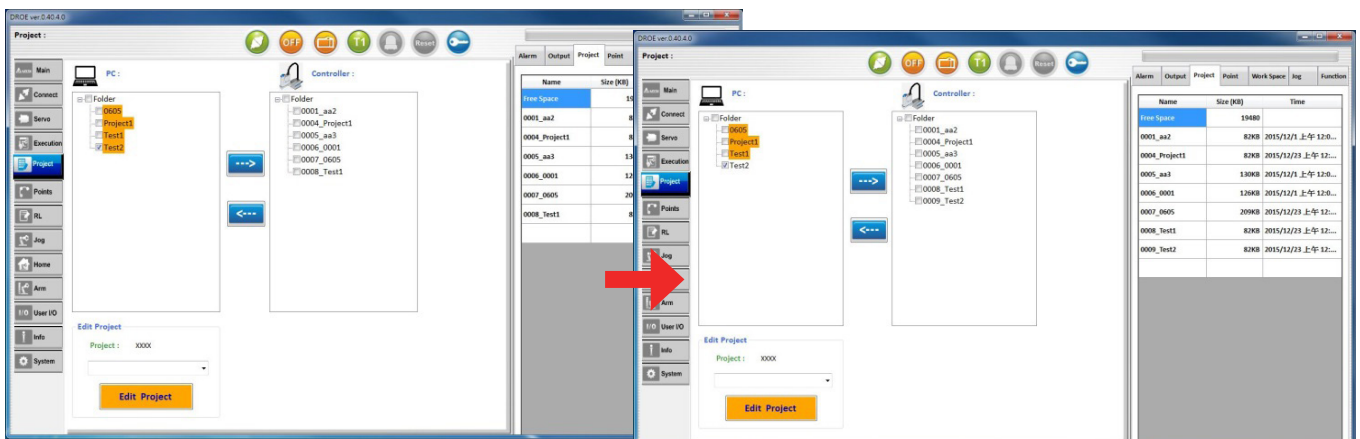 DROE ver.0.40.4.0
Project :
OFF
T1
Reset
Main
Connect
Servo
Execution
Project
Points
RL
Jog
Home
Arm
I/O User I/O
Info
System
PC :
Folder
0605
Project1
Test1
Test2
--->
<---
Controller :
Folder
0001_aa2
0004_Project1
0005_aa3
0006_0001
0007_0605
0008_Test1
Edit Project
Project : XXXX
Edit Project
Alarm Output Project Point
Name Size (KB)
Free Space 19
0001_aa2 8
0004_Project1 8
0005_aa3 13
0006_0001 12
0007_0605 20
0008_Test1 8
DROE ver.0.40.4.0
Project :
OFF
T1
Reset
Main
Connect
Servo
Execution
Project
Points
RL
Jog
Arm
I/O User I/O
Info
System
PC :
Folder
0605
Project1
Test1
Test2
--->
<---
Controller :
Folder
0001_aa2
0004_Project1
0005_aa3
0006_0001
0007_0605
0008_Test1
0009_Test2
Edit Project
Project : XXXX
Edit Project
Alarm Output Project Point Work Space Jog Function
Name Size (KB) Time
Free Space 19480
0001_aa2 82KB 2015/12/1 上午 12:0...
0004_Project1 82KB 2015/12/23 上午 12:...
0005_aa3 130KB 2015/12/1 上午 12:0...
0006_0001 126KB 2015/12/1 上午 12:0...
0007_0605 209KB 2015/12/23 上午 12:...
0008_Test1 82KB 2015/12/23 上午 12:...
0009_Test2 82KB 2015/12/23 上午 12:...